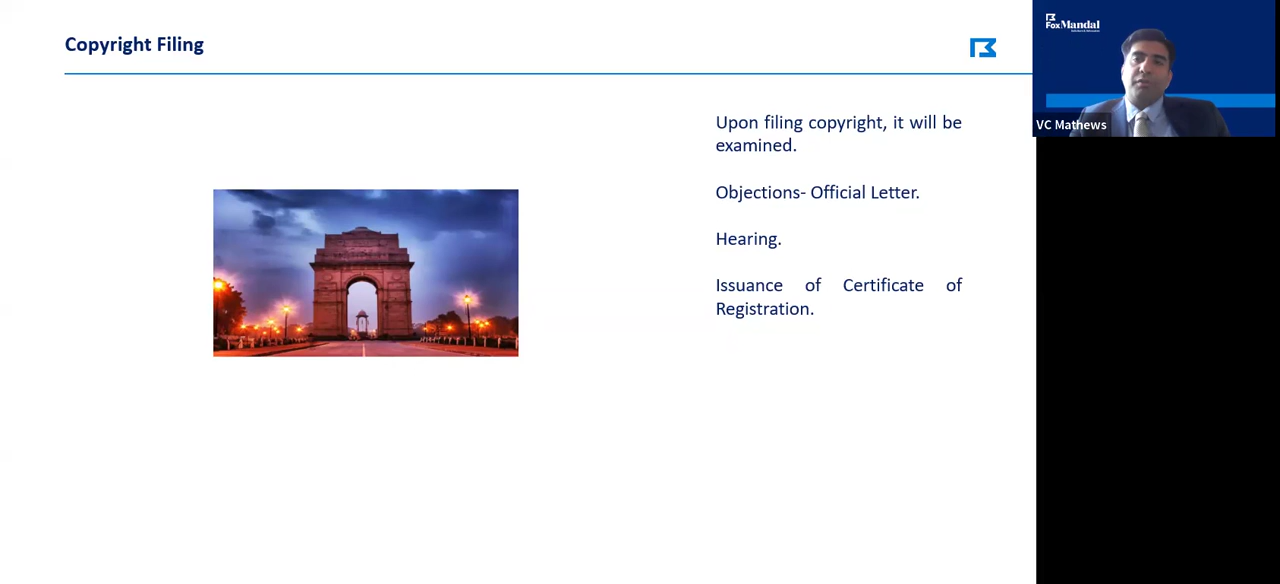 Copyright Filing
Upon filing copyright, it will be
examined.
Objections- Official Letter.
Hearing.
Issuance of Certificate of
Registration.
Fox Mandal
VC Mathews